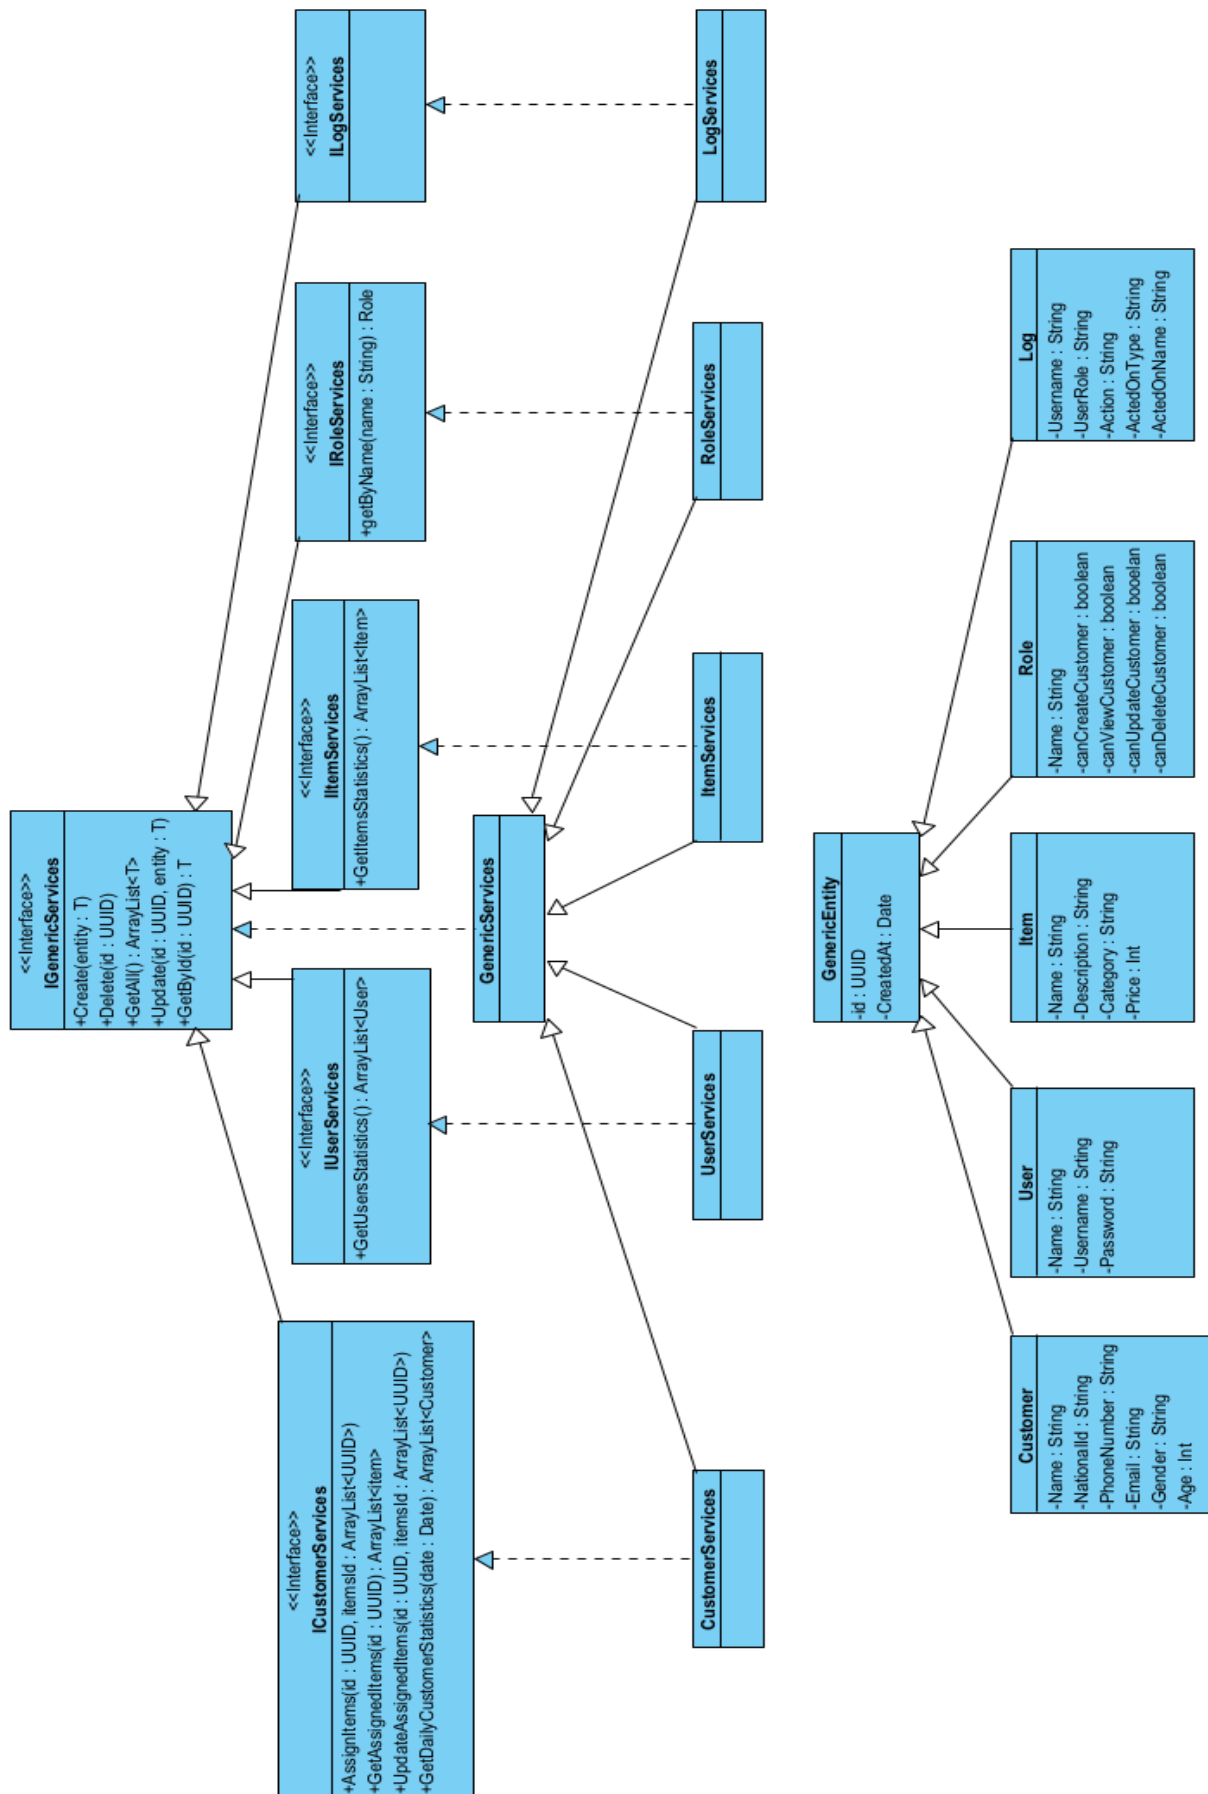 <<Interface>>
IGenericServices
+Create(entity : T)
+Delete(id : UUID)
+GetAll() : ArrayList<T>
+Update(id : UUID, entity : T)
+GetById(id : UUID) : T
<<Interface>>
ICustomerServices
+AssignItems(id : UUID, itemsId : ArrayList<UUID>)
+GetAssignedItems(id : UUID) : ArrayList<item>
+UpdateAssignedItems(id : UUID, itemsId : ArrayList<UUID>)
+GetDailyCustomerStatistics(date : Date) : ArrayList<Customer>
<<Interface>>
IUserServices
+GetUsersStatistics() : ArrayList<User>
<<Interface>>
IItemServices
+GetItemsStatistics() : ArrayList<Item>
<<Interface>>
IRoleServices
+getByName(name : String) : Role
<<Interface>>
ILogServices
GenericServices
CustomerServices
UserServices
ItemServices
RoleServices
LogServices
GenericEntity
-id : UUID
-CreatedAt : Date
Customer
-Name : String
-NationalId : String
-PhoneNumber : String
-Email : String
-Gender : String
-Age : Int
User
-Name : String
-Username : Srting
-Password : String
Item
-Name : String
-Description : String
-Category : String
-Price : Int
Role
-Name : String
-canCreateCustomer : boolean
-canViewCustomer : boolean
-canUpdateCustomer : booelan
-canDeleteCustomer : boolean
Log
-Username : String
-UserRole : String
-Action : String
-ActedOnType : String
-ActedOnName : String